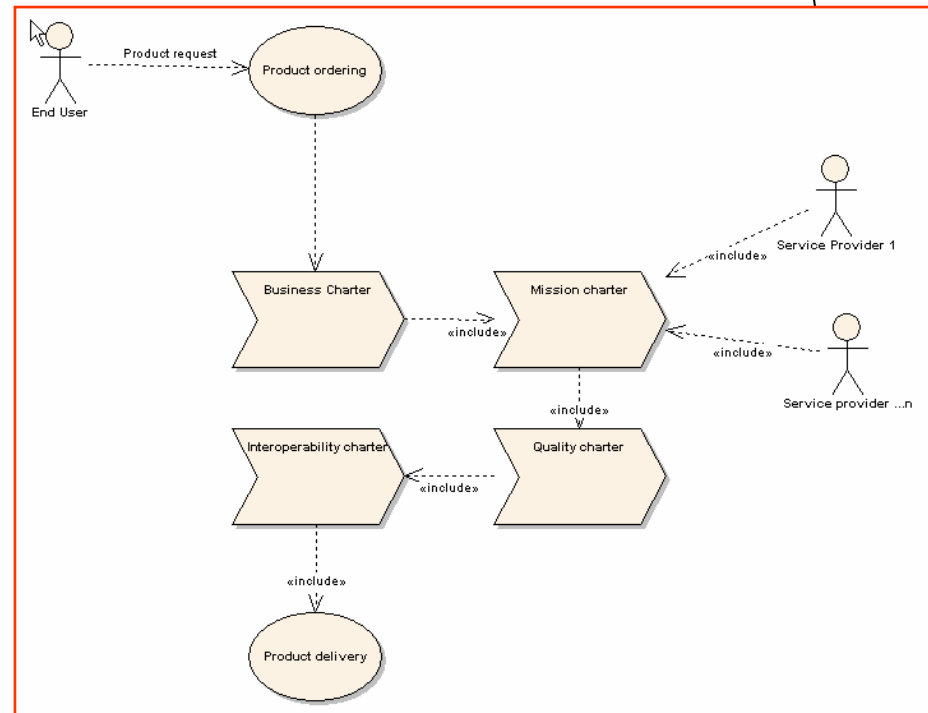 Product request
Product ordering
End User
Service Provider 1
«include»
Business Charter
Mission charter
«include»
«include»
Service provider ...n
«include»
Interoperability charter
Quality charter
«include»
«include»
Product delivery